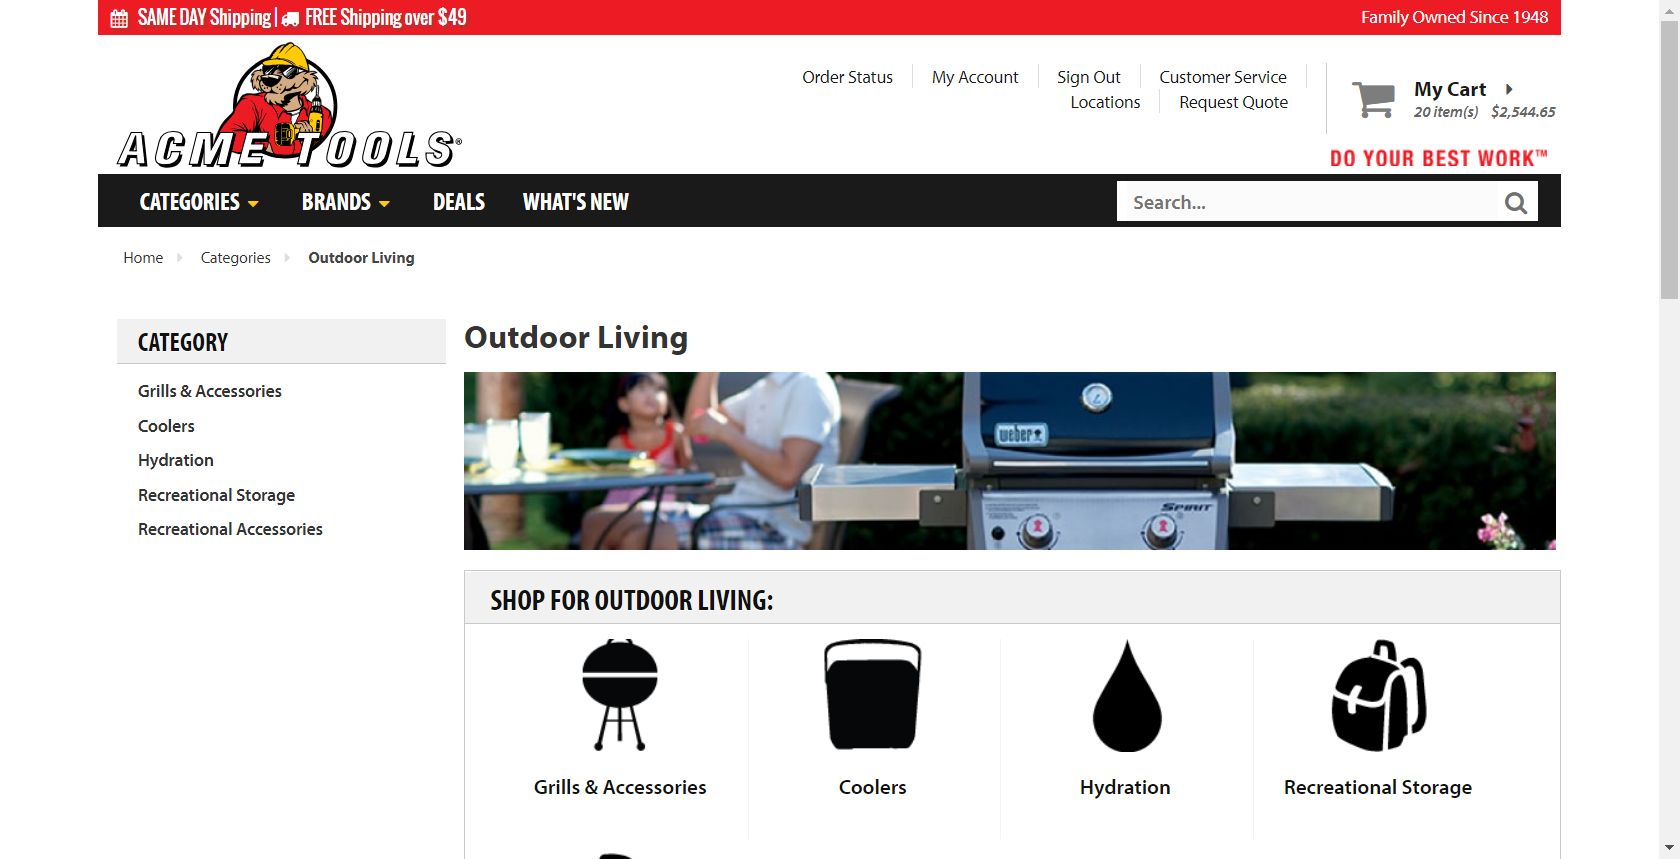 SAME DAY Shipping | FREE Shipping over $49
Family Owned Since 1948
ACME TOOLS®
Order Status
My Account
Sign Out
Customer Service
Locations
Request Quote
My Cart
20 item(s) $2,544.65
DO YOUR BEST WORK™
CATEGORIES
BRANDS
DEALS
WHAT'S NEW
Search...
Home
Categories
Outdoor Living
CATEGORY
Grills & Accessories
Coolers
Hydration
Recreational Storage
Recreational Accessories
Outdoor Living
weber
SPIRIT
SHOP FOR OUTDOOR LIVING:
Grills & Accessories
Coolers
Hydration
Recreational Storage